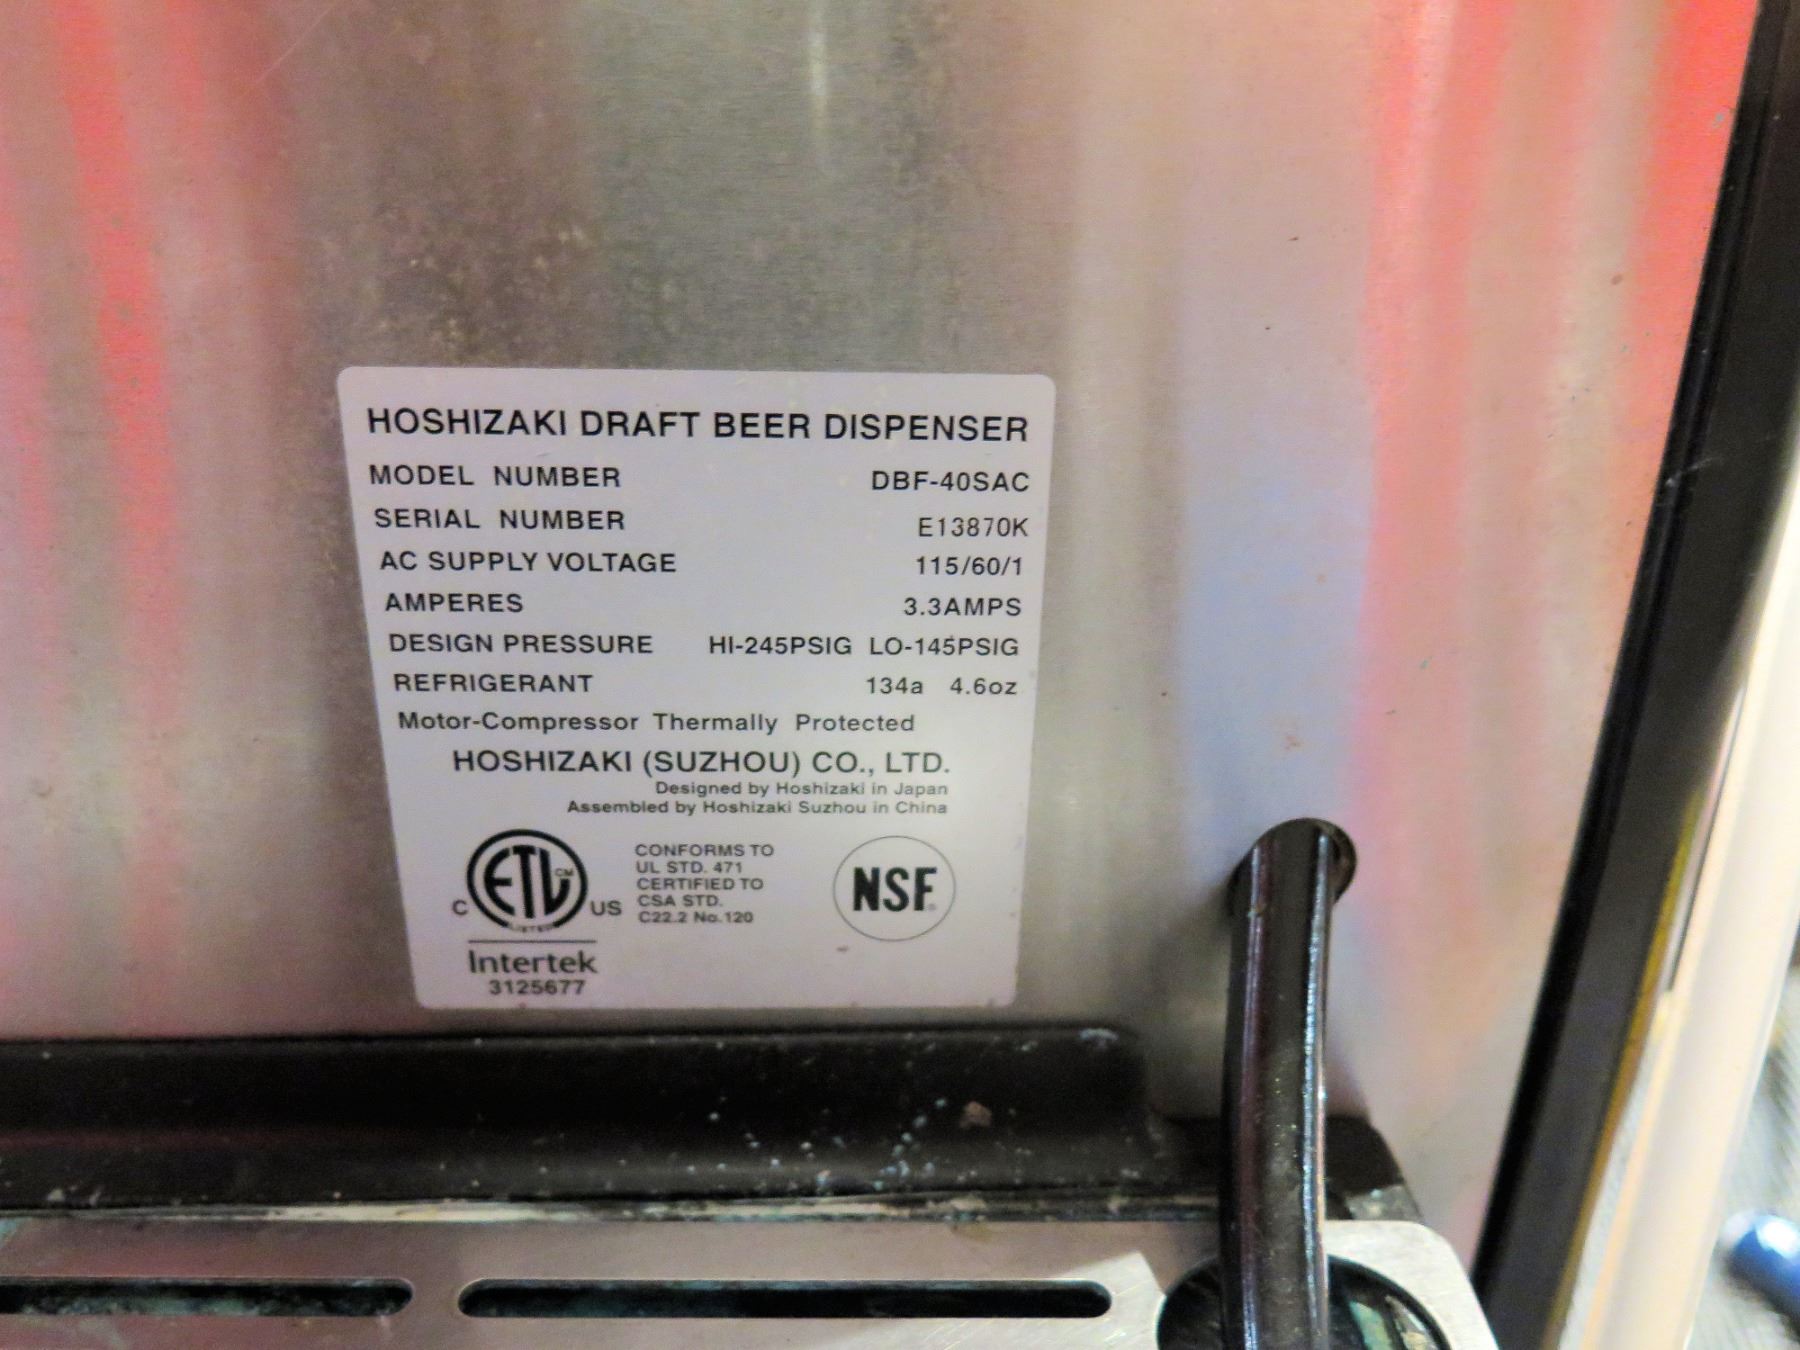 HOSHIZAKI DRAFT BEER DISPENSER
MODEL NUMBER DBF-40SAC
SERIAL NUMBER E13870K
AC SUPPLY VOLTAGE 115/60/1
AMPERES 3.3AMPS
DESIGN PRESSURE HI-245PSIG LO-145PSIG
REFRIGERANT 134a 4.6oz
Motor-Compressor Thermally Protected
HOSHIZAKI (SUZHOU) CO., LTD.
Designed by Hoshizaki in Japan
Assembled by Hoshizaki Suzhou in China
C ETL CM US
LISTED
Intertek
3125677
CONFORMS TO
UL STD. 471
CERTIFIED TO
CSA STD.
C22.2 No.120
NSF